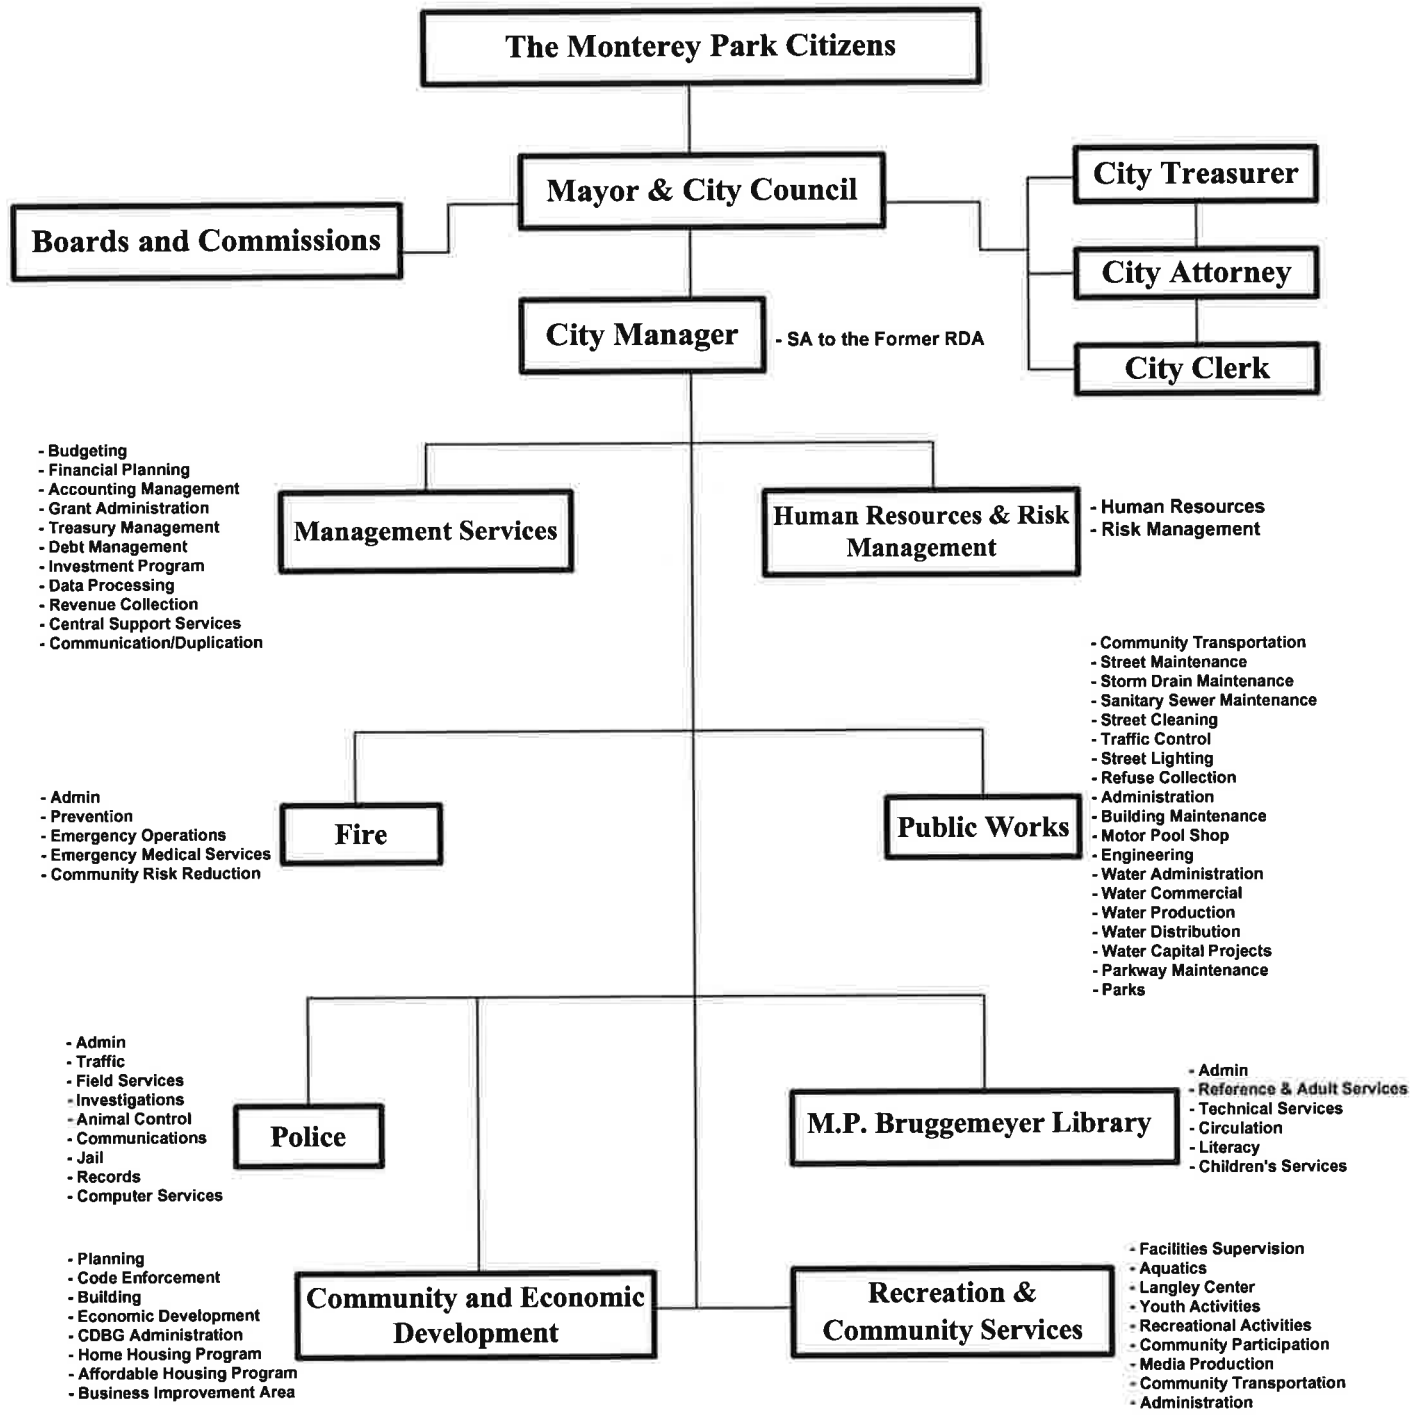 The Monterey Park Citizens
Mayor & City Council
Boards and Commissions
City Treasurer
City Attorney
City Clerk
City Manager
- SA to the Former RDA
- Budgeting
- Financial Planning
- Accounting Management
- Grant Administration
- Treasury Management
- Debt Management
- Investment Program
- Data Processing
- Revenue Collection
- Central Support Services
- Communication/Duplication
Management Services
Human Resources & Risk
Management
- Human Resources
- Risk Management
- Admin
- Prevention
- Emergency Operations
- Emergency Medical Services
- Community Risk Reduction
Fire
Public Works
- Community Transportation
- Street Maintenance
- Storm Drain Maintenance
- Sanitary Sewer Maintenance
- Street Cleaning
- Traffic Control
- Street Lighting
- Refuse Collection
- Administration
- Building Maintenance
- Motor Pool Shop
- Engineering
- Water Administration
- Water Commercial
- Water Production
- Water Distribution
- Water Capital Projects
- Parkway Maintenance
- Parks
- Admin
- Traffic
- Field Services
- Investigations
- Animal Control
- Communications
- Jail
- Records
- Computer Services
Police
M.P. Bruggemeyer Library
- Admin
- Reference & Adult Services
- Technical Services
- Circulation
- Literacy
- Children's Services
- Planning
- Code Enforcement
- Building
- Economic Development
- CDBG Administration
- Home Housing Program
- Affordable Housing Program
- Business Improvement Area
Community and Economic
Development
Recreation &
Community Services
- Facilities Supervision
- Aquatics
- Langley Center
- Youth Activities
- Recreational Activities
- Community Participation
- Media Production
- Community Transportation
- Administration